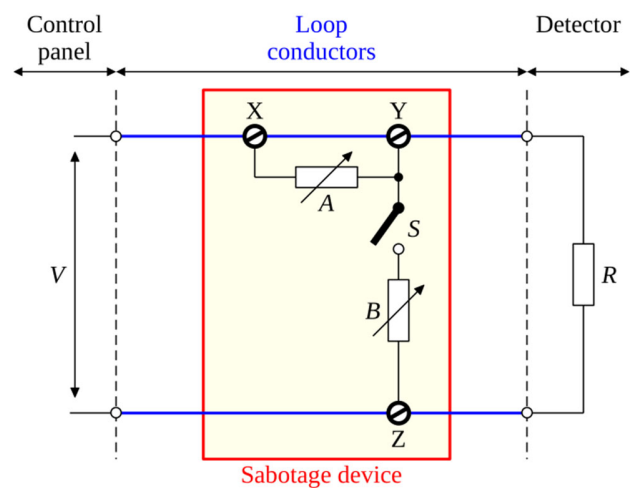 Control
panel
Loop
conductors
Detector
X
Y
A
S
V
B
R
Z
Sabotage device